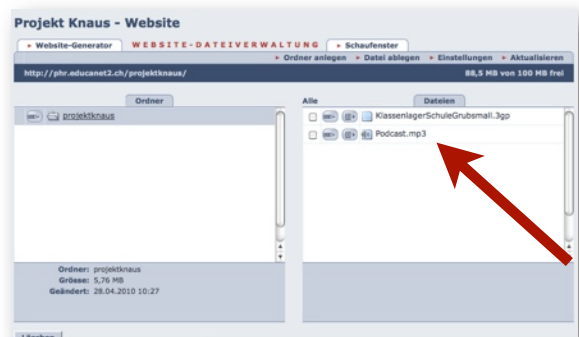 Projekt Knaus - Website
Website-Generator WEBSITE-DATEIVERWALTUNG Schaufenster
Ordner anlegen Datei ablegen Einstellungen Aktualisieren
http://phr.educanet2.ch/projektknaus/ 88,5 MB von 100 MB frei
Ordner Alle Dateien
projektknaus KlassenlagerSchuleGrubsmall.3gp
Podcast.mp3
Ordner: projektknaus
Grösse: 5,76 MB
Geändert: 28.04.2010 10:27